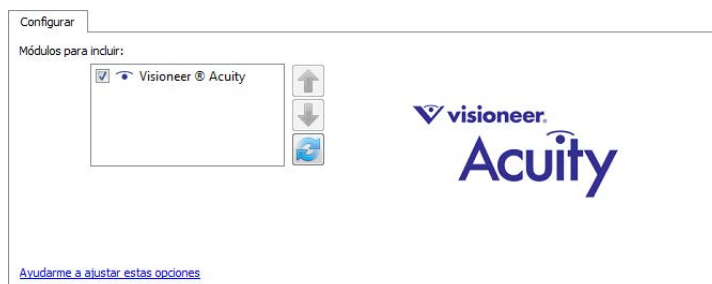 Configurar
Módulos para incluir:
Visioneer ® Acuity
visioneer.
Acuity
Ayudarme a ajustar estas opciones